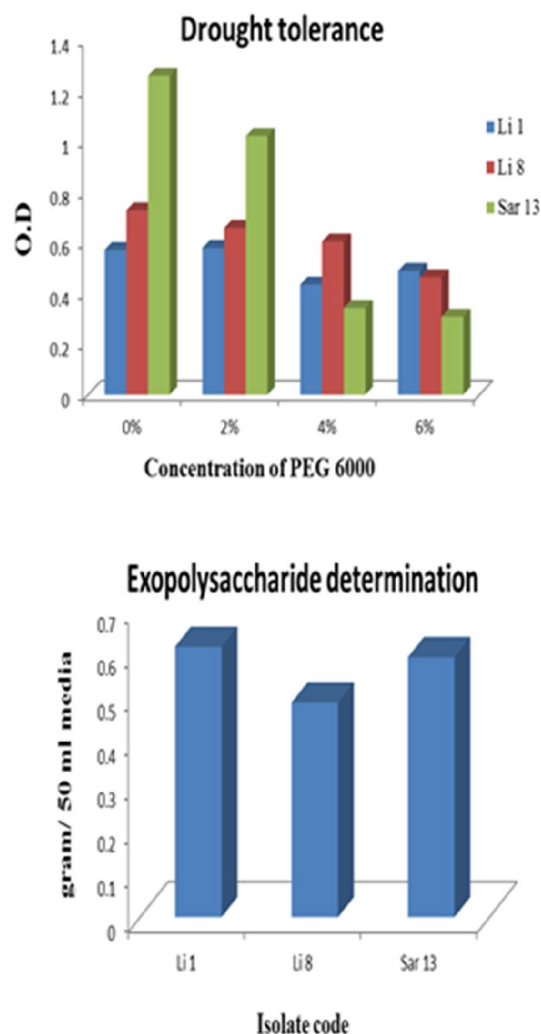 Drought tolerance
1.4
1.2
1
0.8
0.6
0.4
0.2
0
O.D
Li 1
Li 8
Sar 13
0% 2% 4% 6%
Concentration of PEG 6000
Exopolysaccharide determination
0.7
0.6
0.5
0.4
0.3
0.2
0.1
0
gram/ 50 ml media
Li 1 Li 8 Sar 13
Isolate code